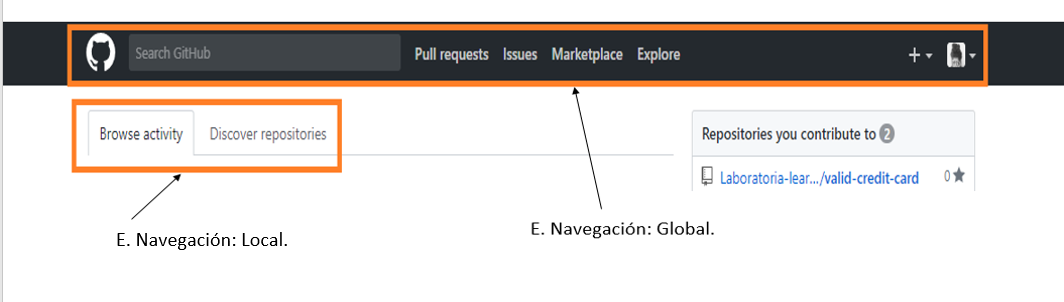 Search GitHub
Pull requests Issues Marketplace Explore
Browse activity Discover repositories
Repositories you contribute to 2
Laboratoria-lear.../valid-credit-card 0
E. Navegación: Local.
E. Navegación: Global.